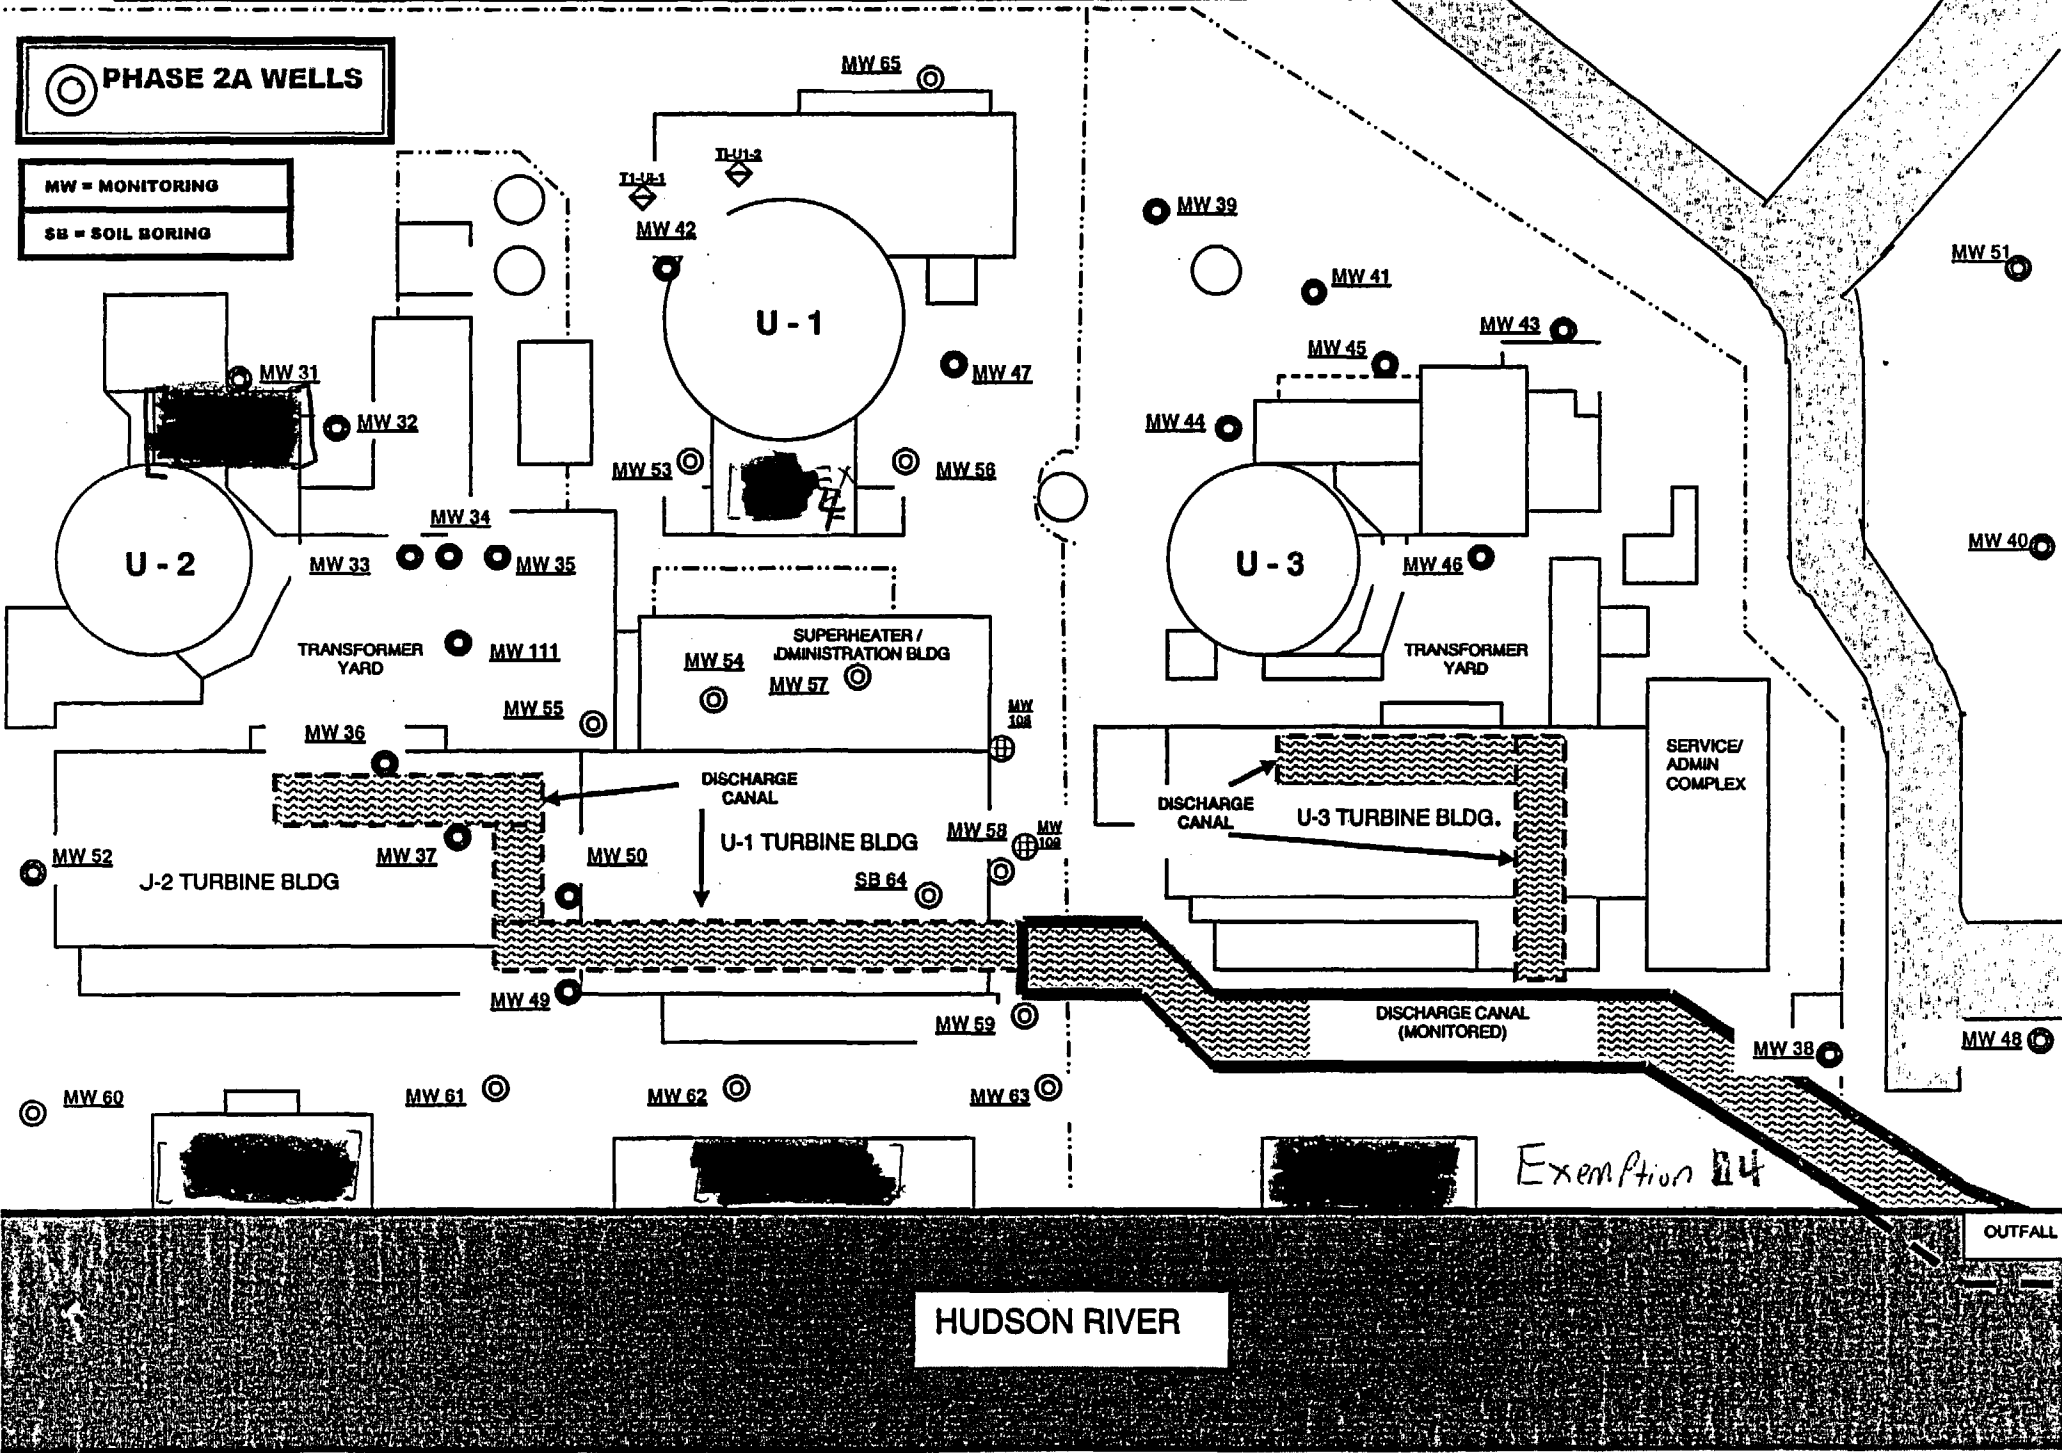 PHASE 2A WELLS
MW = MONITORING
SB = SOIL BORING
MW 65
TI-U1-2
T1-UI-1
MW 42
U - 1
MW 39
MW 41
MW 51
MW 43
MW 45
MW 47
MW 31
MW 32
MW 44
MW 53
MW 56
MW 34
MW 33
MW 35
U - 2
U - 3
MW 46
MW 40
TRANSFORMER
YARD
MW 111
SUPERHEATER /
DMINISTRATION BLDG
MW 54
MW 57
TRANSFORMER
YARD
MW 55
MW
108
MW 36
DISCHARGE
CANAL
SERVICE/
ADMIN
COMPLEX
DISCHARGE
CANAL
U-3 TURBINE BLDG.
MW 58
MW
109
U-1 TURBINE BLDG
MW 37
MW 50
MW 52
J-2 TURBINE BLDG
SB 64
MW 49
MW 59
DISCHARGE CANAL
(MONITORED)
MW 38
MW 48
MW 60
MW 61
MW 62
MW 63
Exemption 4
OUTFALL
HUDSON RIVER